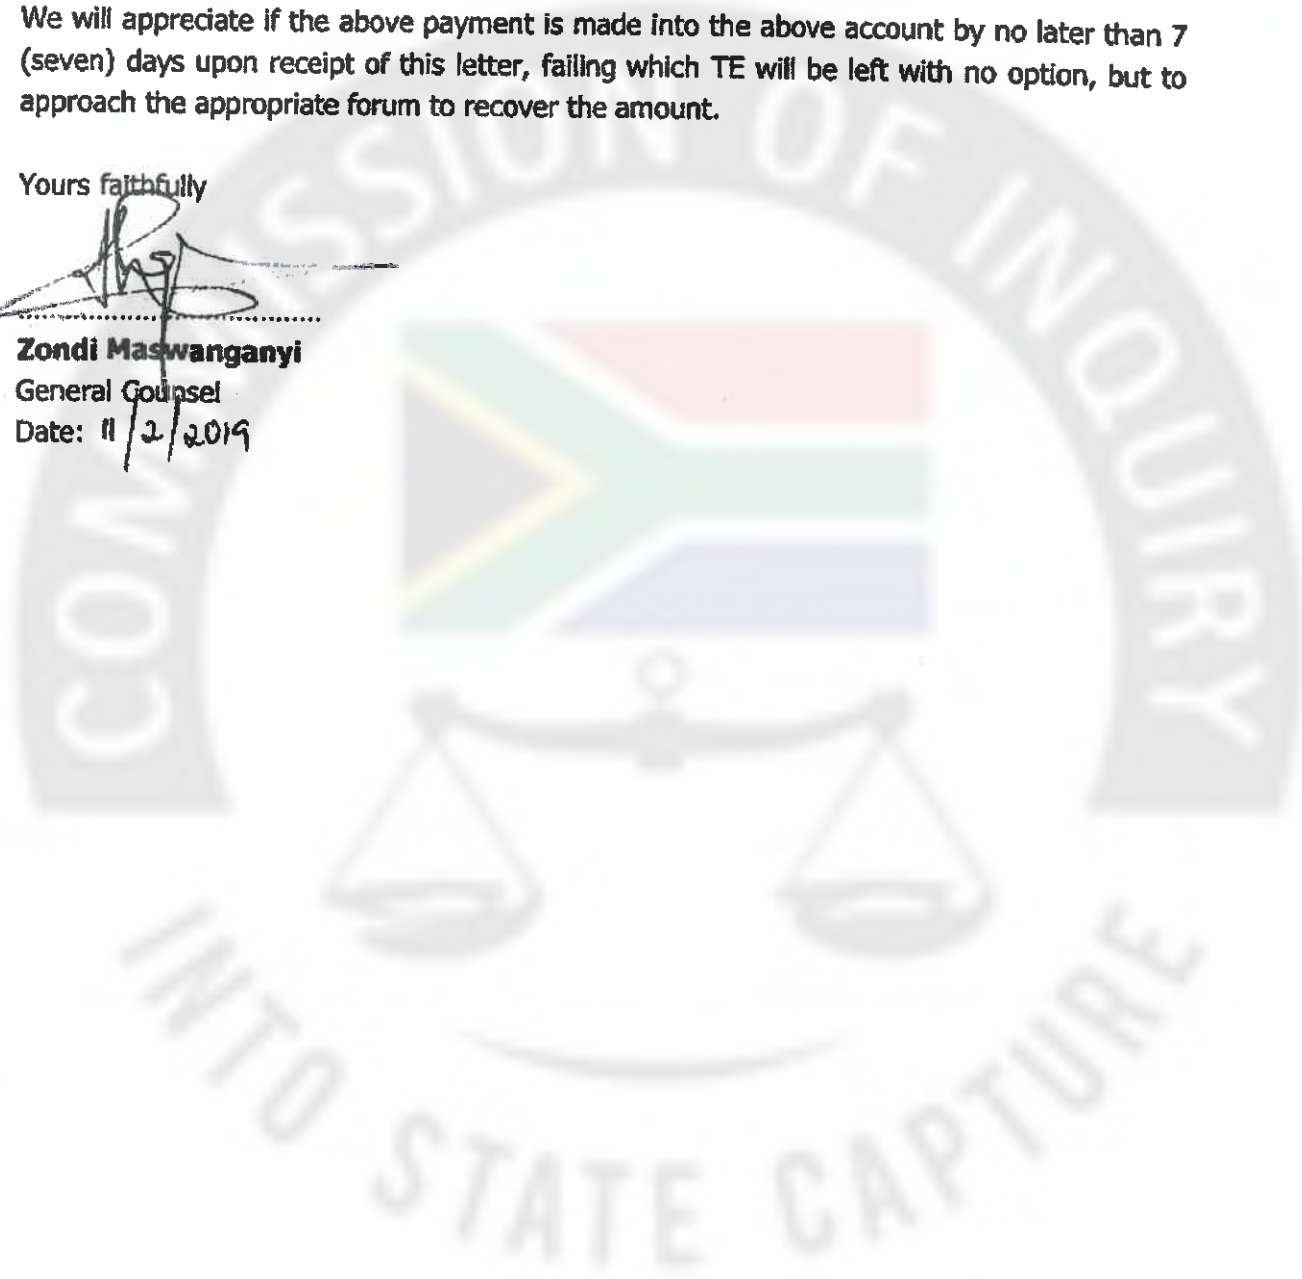 We will appreciate if the above payment is made into the above account by no later than 7
(seven) days upon receipt of this letter, failing which TE will be left with no option, but to
approach the appropriate forum to recover the amount.
Yours faithfully
Zondi Maswanganyi
General Counsel
Date: 11/2/2019
COMMISSION OF INQUIRY
INTO STATE CAPTURE